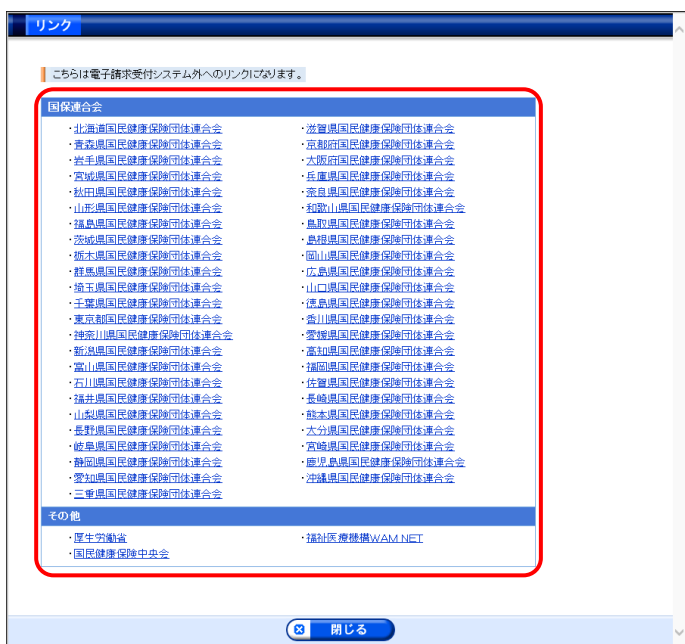 リンク
こちらは電子請求受付システム外へのリンクになります。
国保連合会
・北海道国民健康保険団体連合会
・青森県国民健康保険団体連合会
・岩手県国民健康保険団体連合会
・宮城県国民健康保険団体連合会
・秋田県国民健康保険団体連合会
・山形県国民健康保険団体連合会
・福島県国民健康保険団体連合会
・茨城県国民健康保険団体連合会
・栃木県国民健康保険団体連合会
・群馬県国民健康保険団体連合会
・埼玉県国民健康保険団体連合会
・千葉県国民健康保険団体連合会
・東京都国民健康保険団体連合会
・神奈川県国民健康保険団体連合会
・新潟県国民健康保険団体連合会
・富山県国民健康保険団体連合会
・石川県国民健康保険団体連合会
・福井県国民健康保険団体連合会
・山梨県国民健康保険団体連合会
・長野県国民健康保険団体連合会
・岐阜県国民健康保険団体連合会
・静岡県国民健康保険団体連合会
・愛知県国民健康保険団体連合会
・三重県国民健康保険団体連合会
・滋賀県国民健康保険団体連合会
・京都府国民健康保険団体連合会
・大阪府国民健康保険団体連合会
・兵庫県国民健康保険団体連合会
・奈良県国民健康保険団体連合会
・和歌山県国民健康保険団体連合会
・鳥取県国民健康保険団体連合会
・島根県国民健康保険団体連合会
・岡山県国民健康保険団体連合会
・広島県国民健康保険団体連合会
・山口県国民健康保険団体連合会
・徳島県国民健康保険団体連合会
・香川県国民健康保険団体連合会
・愛媛県国民健康保険団体連合会
・高知県国民健康保険団体連合会
・福岡県国民健康保険団体連合会
・佐賀県国民健康保険団体連合会
・長崎県国民健康保険団体連合会
・熊本県国民健康保険団体連合会
・大分県国民健康保険団体連合会
・宮崎県国民健康保険団体連合会
・鹿児島県国民健康保険団体連合会
・沖縄県国民健康保険団体連合会
その他
・厚生労働省
・国民健康保険中央会
・福祉医療機構WAM NET
閉じる